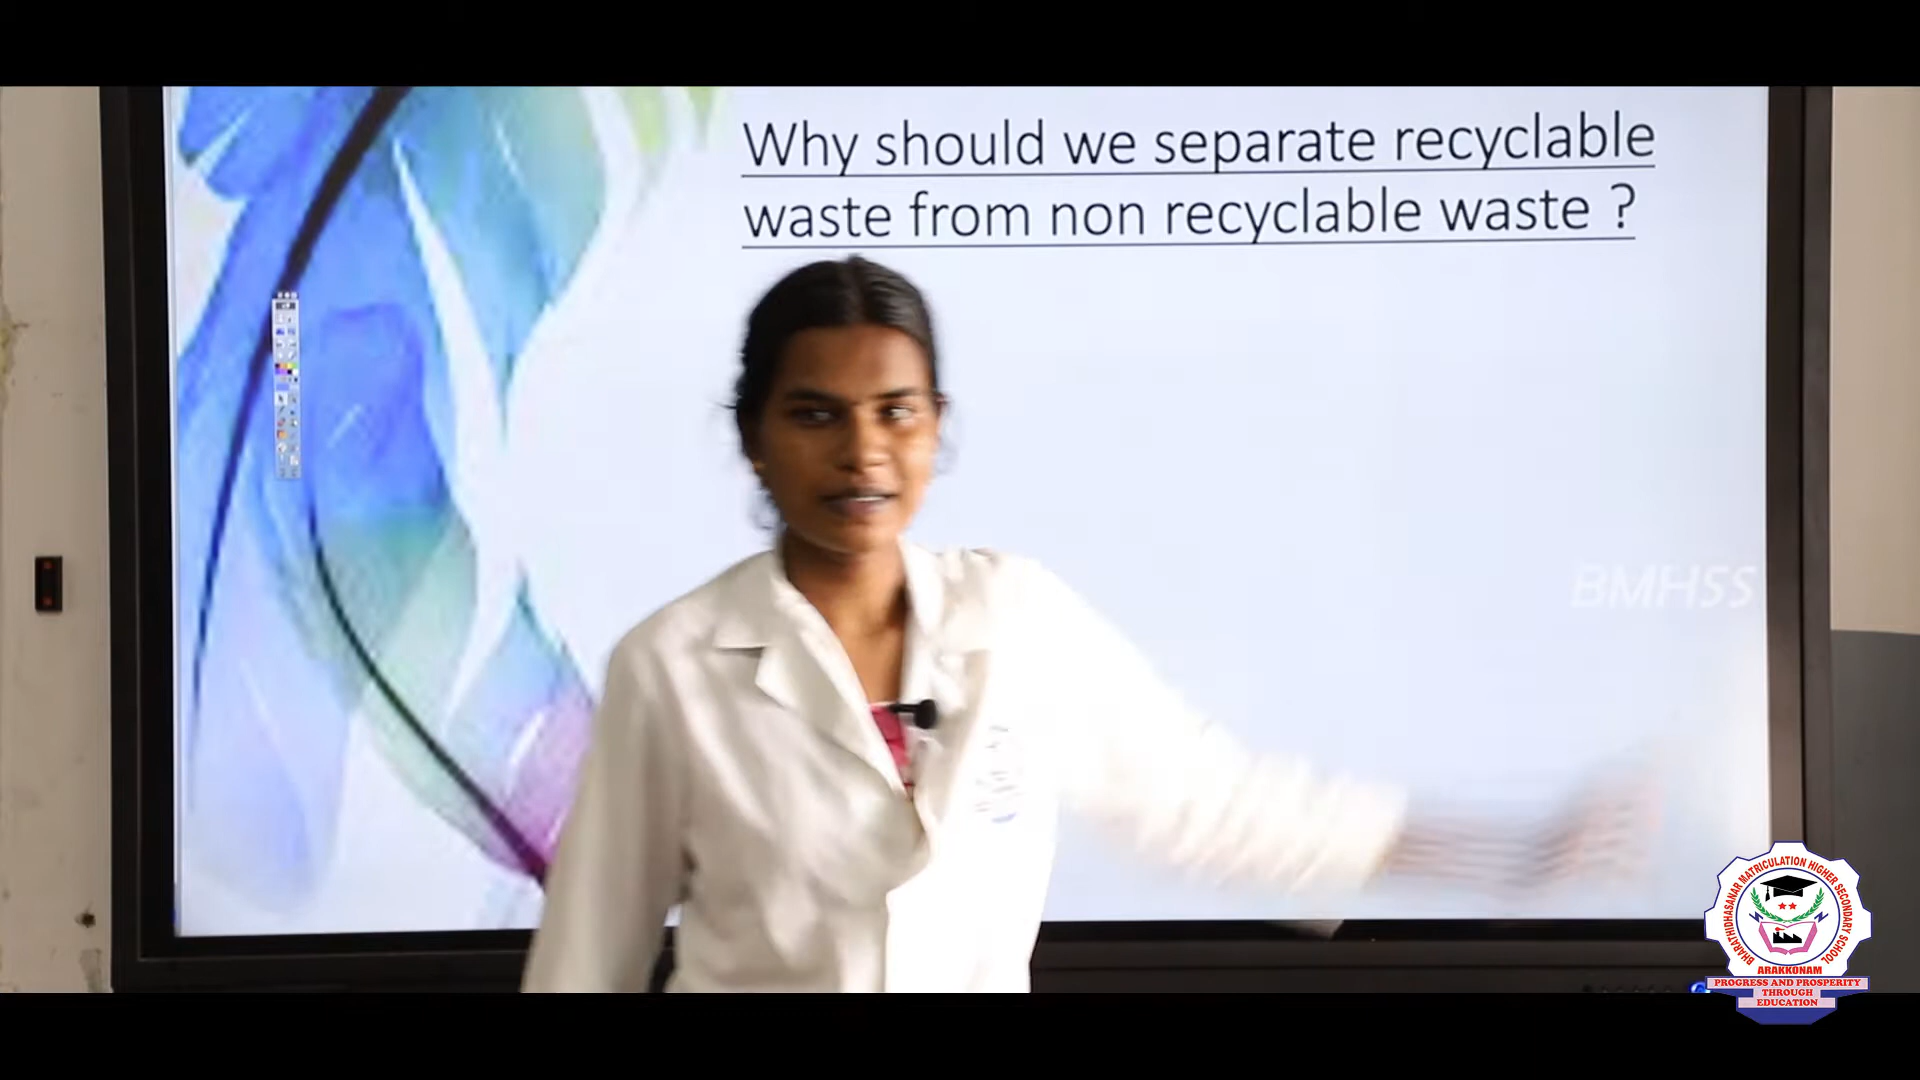 Why should we separate recyclable
waste from non recyclable waste ?
BMHSS
BHARATHIDHASANAR MATRICULATION HIGHER SECONDARY SCHOOL
ARAKKONAM
PROGRESS AND PROSPERITY
THROUGH
EDUCATION